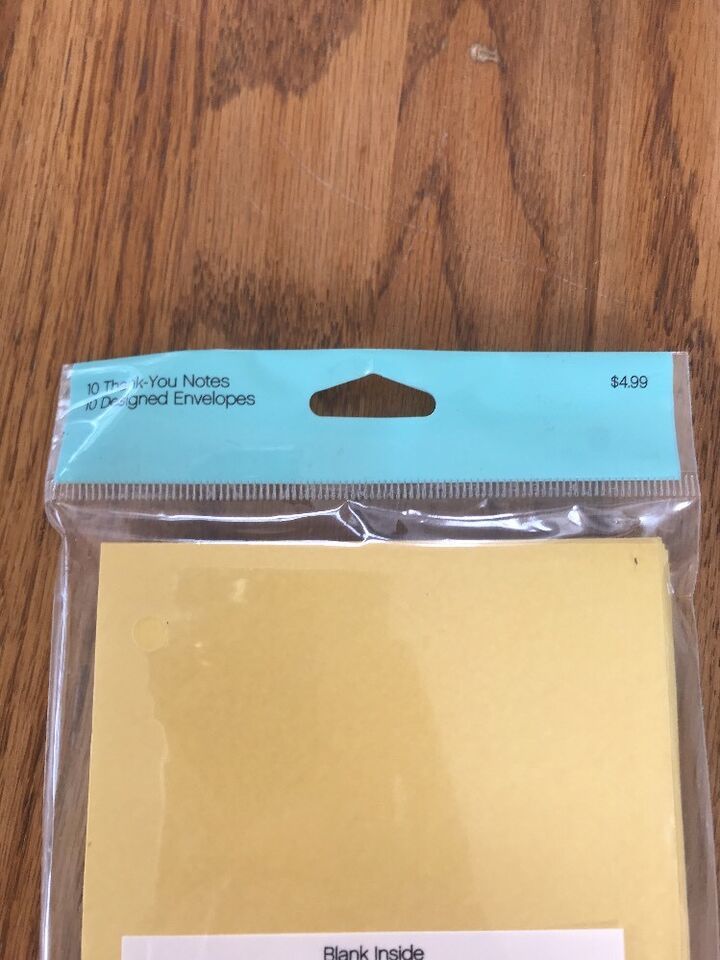 10 Thank-You Notes
10 Designed Envelopes
$4.99
Blank Inside